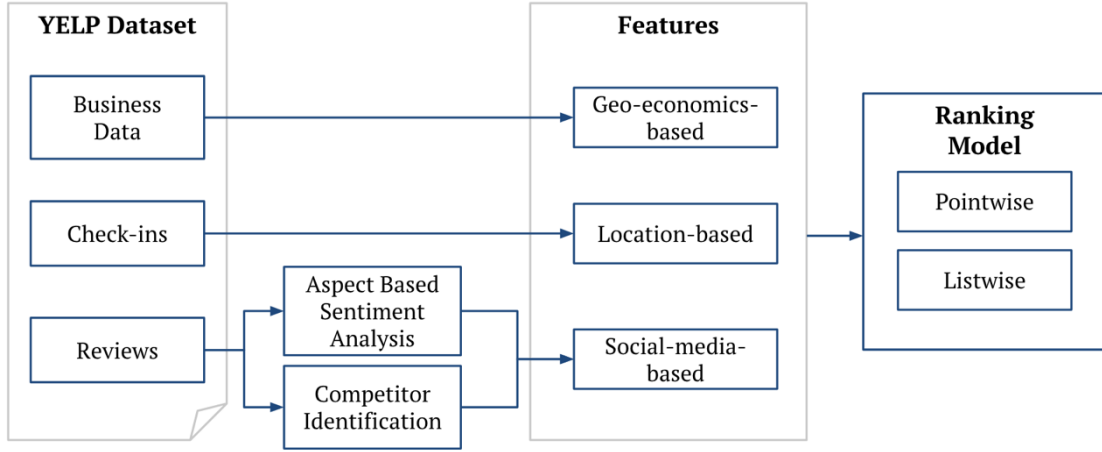 YELP Dataset
Business
Data
Check-ins
Reviews
Aspect Based
Sentiment
Analysis
Competitor
Identification
Features
Geo-economics-
based
Location-based
Social-media-
based
Ranking
Model
Pointwise
Listwise